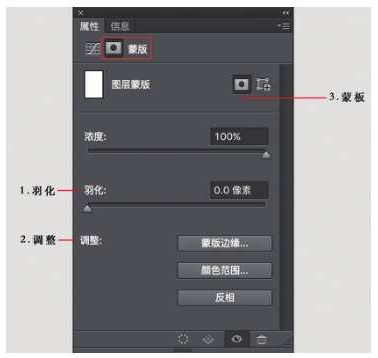 属性 信息
蒙版
图层蒙版
3.蒙板
浓度: 100%
1.羽化 羽化: 0.0 像素
2.调整 调整: 蒙版边缘...
颜色范围...
反相